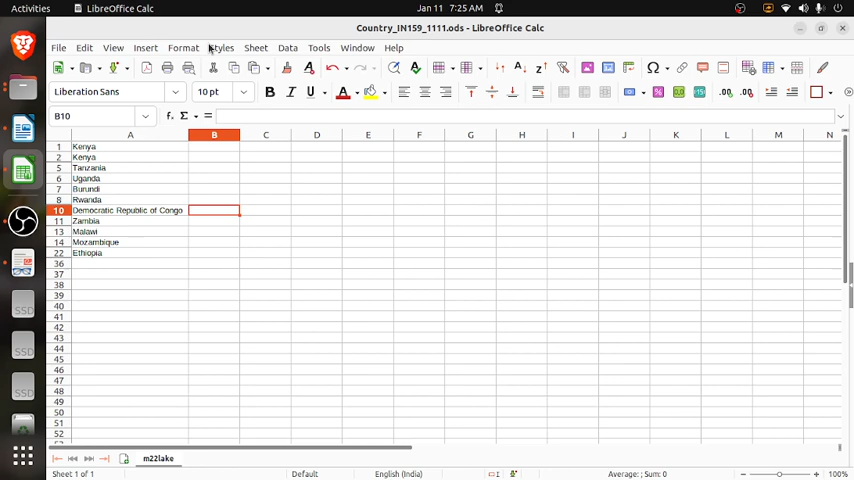 Activities LibreOffice Calc Jan 11 7:25 AM
Country_IN159_1111.ods - LibreOffice Calc
File Edit View Insert Format Styles Sheet Data Tools Window Help
Liberation Sans 10 pt
B10
A B C D E F G H I J K L M N
1 Kenya
2 Kenya
5 Tanzania
6 Uganda
7 Burundi
8 Rwanda
10 Democratic Republic of Congo
11 Zambia
13 Malawi
14 Mozambique
22 Ethiopia
36
37
38
39
40
41
42
43
44
45
46
47
48
49
50
51
52
m22lake
Sheet 1 of 1 Default English (India) Average: ; Sum: 0 100%